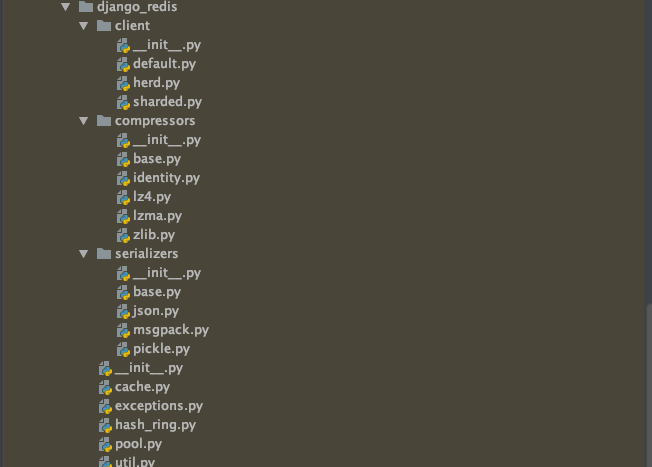 django_redis
client
__init__.py
default.py
herd.py
sharded.py
compressors
__init__.py
base.py
identity.py
lz4.py
lzma.py
zlib.py
serializers
__init__.py
base.py
json.py
msgpack.py
pickle.py
__init__.py
cache.py
exceptions.py
hash_ring.py
pool.py
util.py